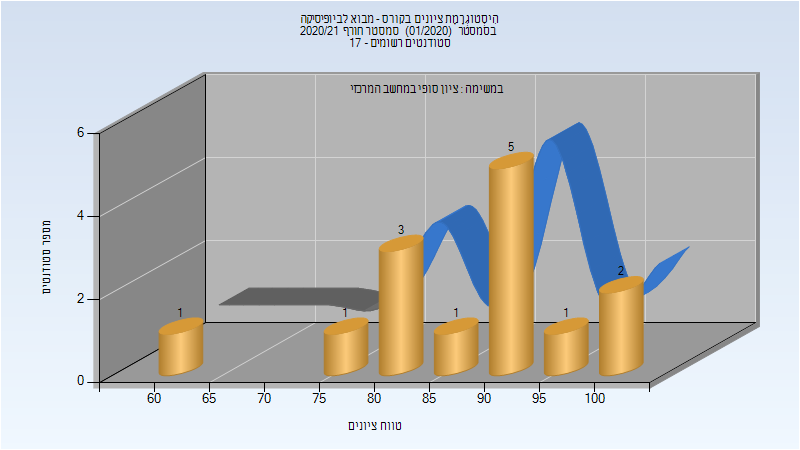 היסטוגרמת ציונים בקורס - מבוא לביופיסיקה
בסמסטר (01/2020) סמסטר חורף 2020/21
סטודנטים רשומים - 17
במשימה : ציון סופי במחשב המרכזי
מספר סטודנטים
6
4
2
0
1
1
3
1
5
1
2
60 65 70 75 80 85 90 95 100
טווח ציונים